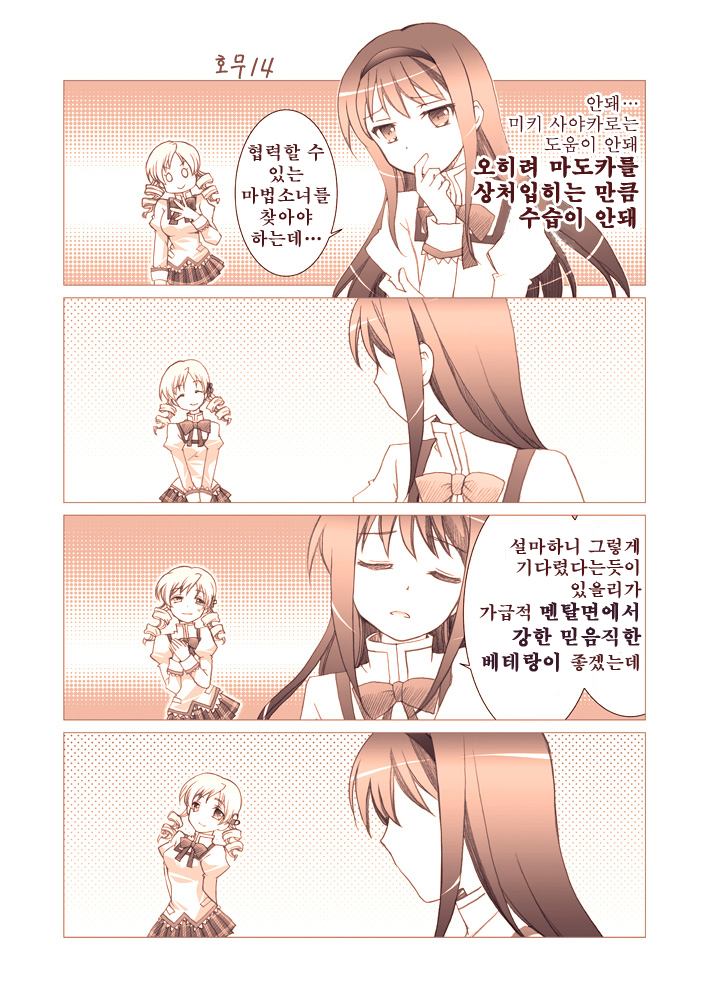 호무14
안돼…
미키 사야카로는
도움이 안돼
오히려 마도카를
상처입히는 만큼
수습이 안돼
협력할 수
있는
마법소녀를
찾아야
하는데…
설마하니 그렇게
기다렸다는듯이
있을리가
가급적 멘탈면에서
강한 믿음직한
베테랑이 좋겠는데